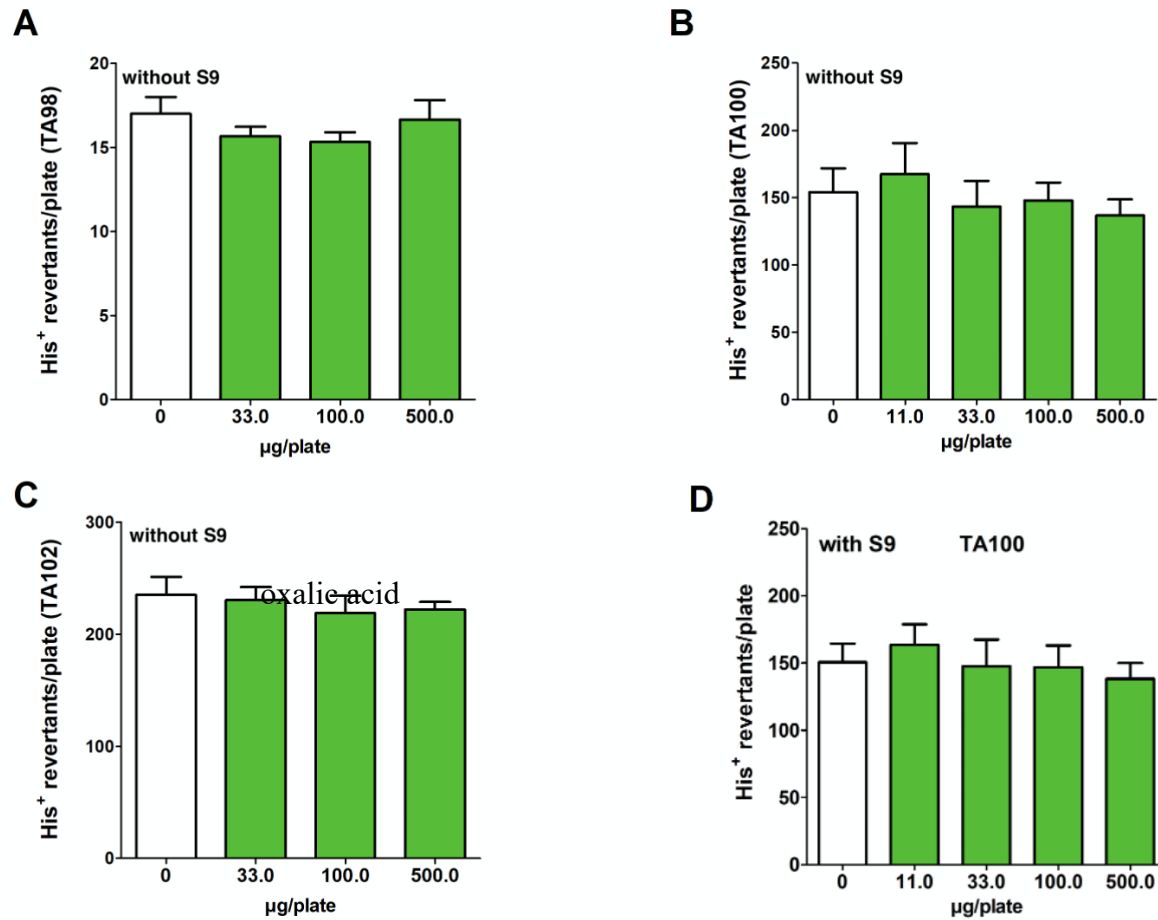 A
His⁺ revertants/plate (TA98)
without S9
20
15
10
5
0
0 33.0 100.0 500.0
µg/plate
B
His⁺ revertants/plate (TA100)
without S9
250
200
150
100
50
0
0 11.0 33.0 100.0 500.0
µg/plate
C
His⁺ revertants/plate (TA102)
without S9
300
200
100
0
oxalic acid
0 33.0 100.0 500.0
µg/plate
D
His⁺ revertants/plate
with S9 TA100
250
200
150
100
50
0
0 11.0 33.0 100.0 500.0
µg/plate